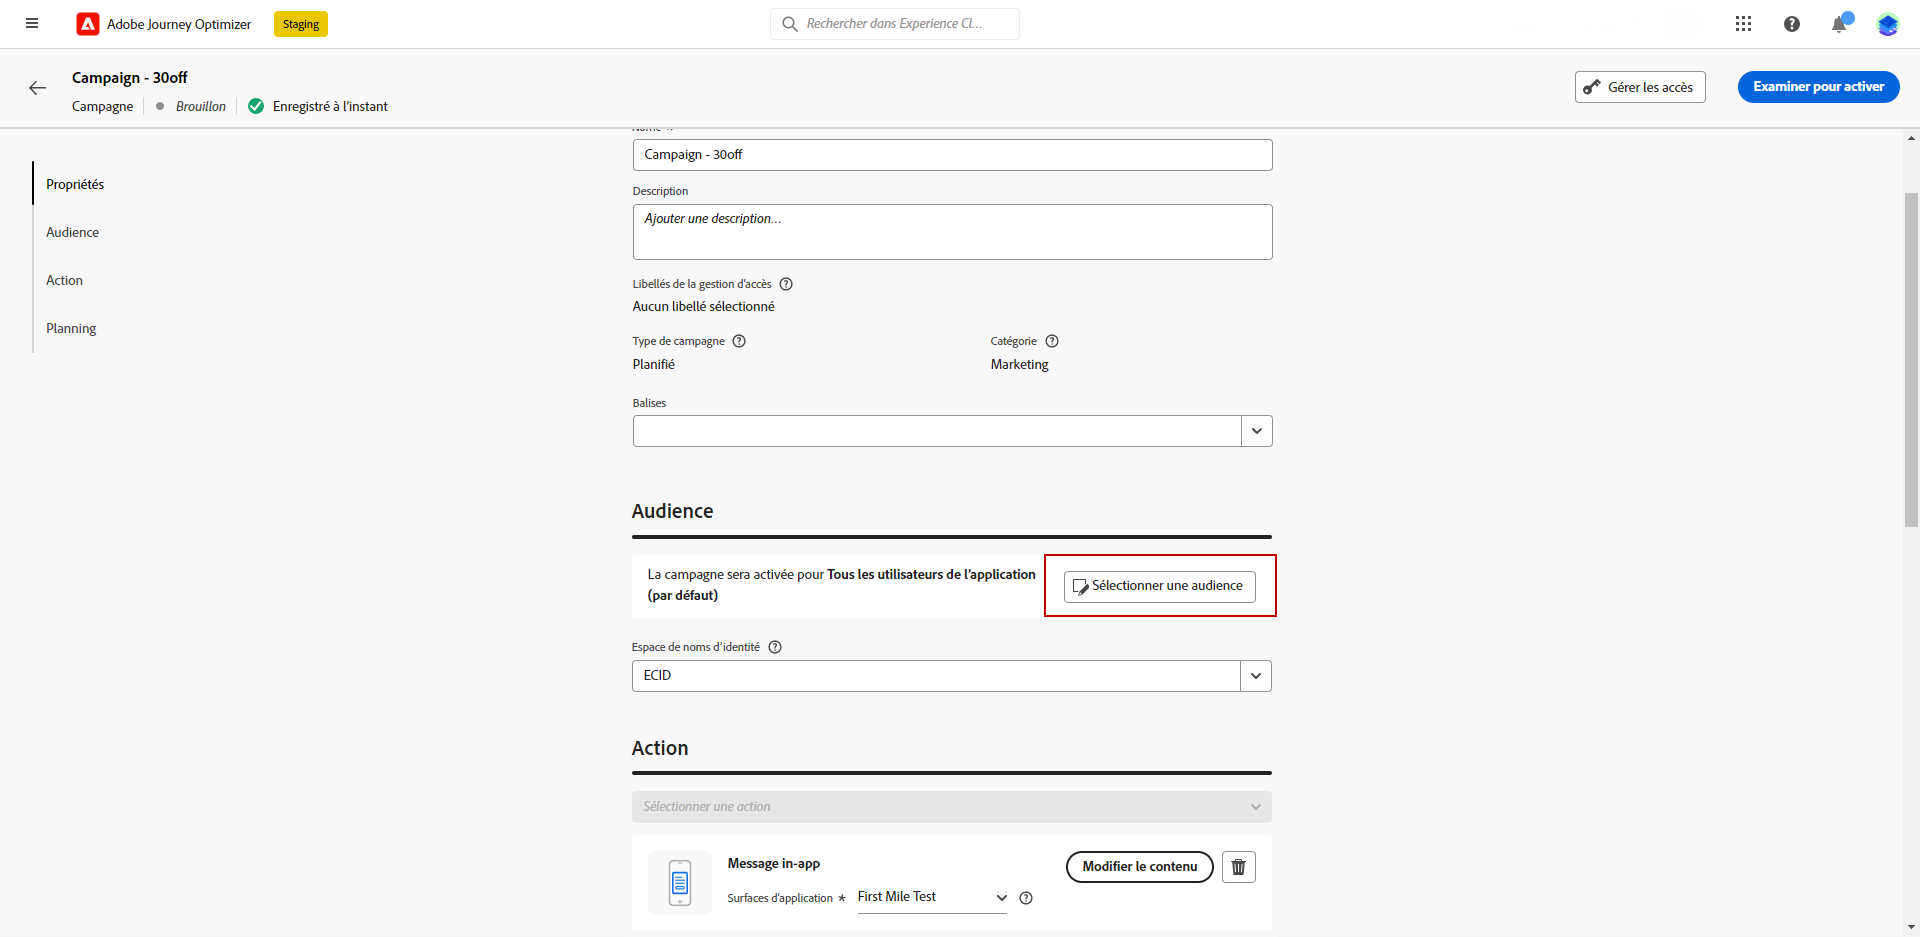 Adobe Journey Optimizer
Staging
Rechercher dans Experience Cl...
Campaign - 30off
Campagne
Brouillon
Enregistré à l'instant
Gérer les accès
Examiner pour activer
Propriétés
Audience
Action
Planning
Name *
Campaign - 30off
Description
Ajouter une description...
Libellés de la gestion d'accès
Aucun libellé sélectionné
Type de campagne
Catégorie
Planifié
Marketing
Balises
Audience
La campagne sera activée pour Tous les utilisateurs de l'application
(par défaut)
Sélectionner une audience
Espace de noms d'identité
ECID
Action
Sélectionner une action
Message in-app
Modifier le contenu
Surfaces d'application *
First Mile Test